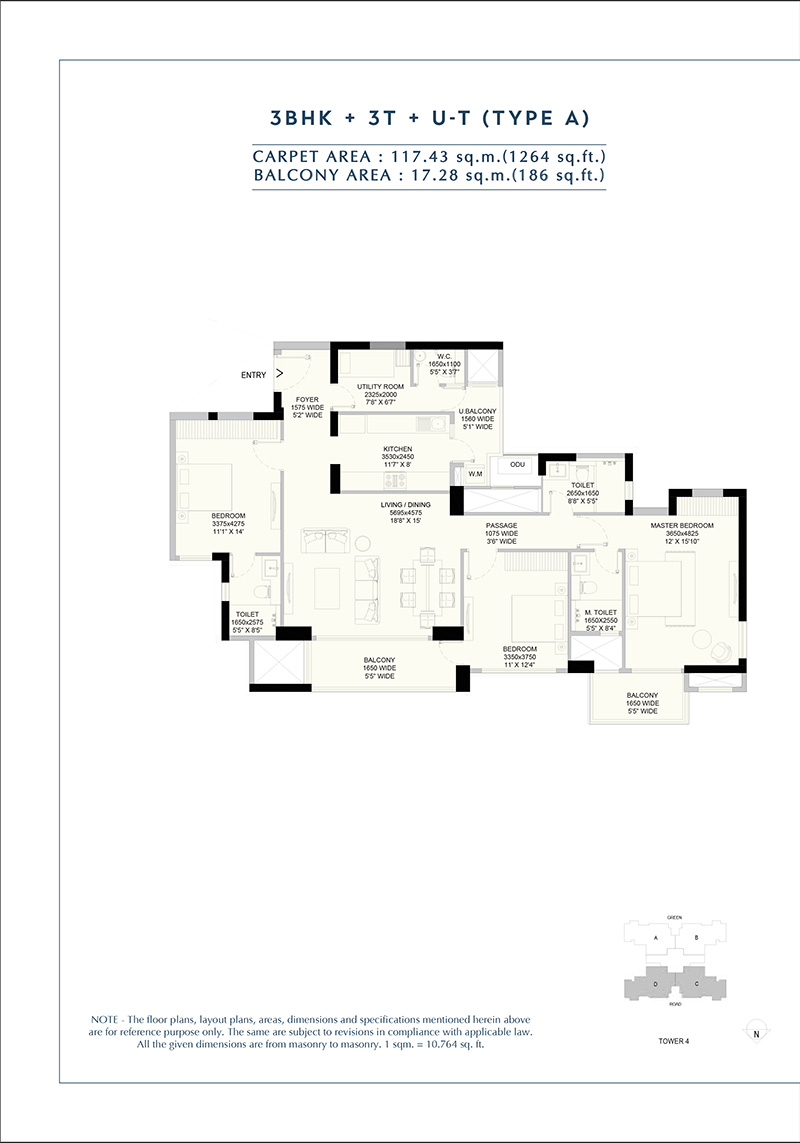 3BHK + 3T + U-T (TYPE A)
CARPET AREA : 117.43 sq.m.(1264 sq.ft.)
BALCONY AREA : 17.28 sq.m.(186 sq.ft.)
ENTRY
FOYER
1575 WIDE
5'2" WIDE
UTILITY ROOM
2325x2000
7'8" X 6'7"
W.C.
1650x1100
5'5" X 3'7"
U.BALCONY
1560 WIDE
5'1" WIDE
KITCHEN
3530x2450
11'7" X 8'
W.M
ODU
TOILET
2650x1650
8'8" X 5'5"
BEDROOM
3375x4275
11'1" X 14'
LIVING / DINING
5695x4575
18'8" X 15'
PASSAGE
1075 WIDE
3'6" WIDE
MASTER BEDROOM
3650x4825
12' X 15'10"
TOILET
1650x2575
5'5" X 8'5"
M. TOILET
1650X2550
5'5" X 8'4"
BEDROOM
3350x3750
11' X 12'4"
BALCONY
1650 WIDE
5'5" WIDE
BALCONY
1650 WIDE
5'5" WIDE
GREEN
A
B
D
C
ROAD
TOWER 4
N
NOTE - The floor plans, layout plans, areas, dimensions and specifications mentioned herein above
are for reference purpose only. The same are subject to revisions in compliance with applicable law.
All the given dimensions are from masonry to masonry. 1 sqm. = 10.764 sq. ft.